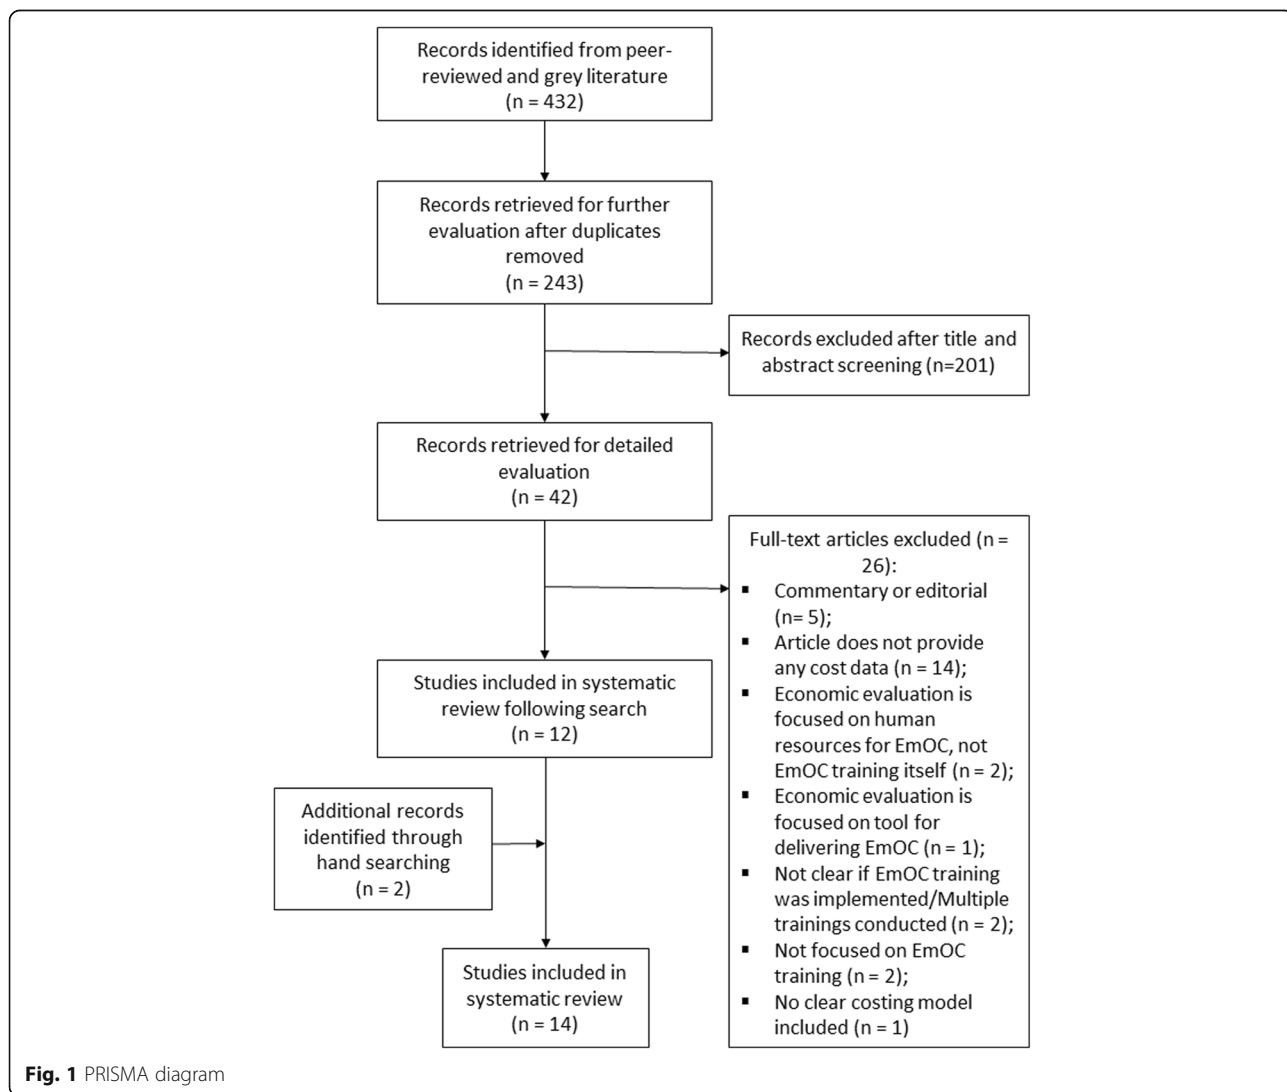 Records identified from peer-
reviewed and grey literature
(n = 432)
Records retrieved for further
evaluation after duplicates
removed
(n = 243)
Records excluded after title and
abstract screening (n=201)
Records retrieved for detailed
evaluation
(n = 42)
Full-text articles excluded (n =
26):
▪ Commentary or editorial
(n= 5);
▪ Article does not provide
any cost data (n = 14);
▪ Economic evaluation is
focused on human
resources for EmOC, not
EmOC training itself (n = 2);
▪ Economic evaluation is
focused on tool for
delivering EmOC (n = 1);
▪ Not clear if EmOC training
was implemented/Multiple
trainings conducted (n = 2);
▪ Not focused on EmOC
training (n = 2);
▪ No clear costing model
included (n = 1)
Studies included in systematic
review following search
(n = 12)
Additional records
identified through
hand searching
(n = 2)
Studies included in
systematic review
(n = 14)
Fig. 1 PRISMA diagram